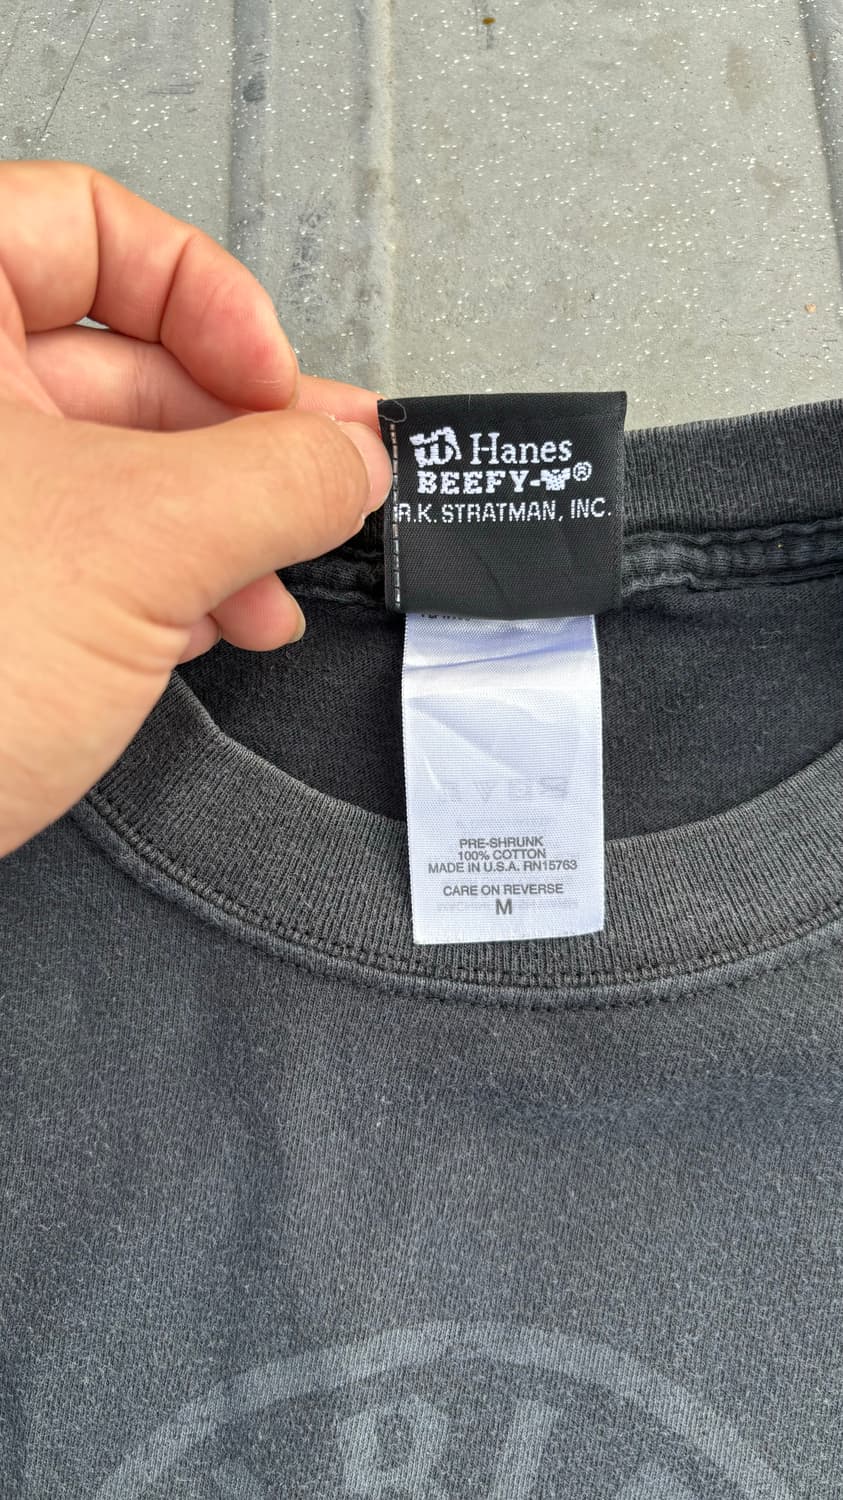 Hanes
BEEFY-T®
R.K. STRATMAN, INC.
PRE-SHRUNK
100% COTTON
MADE IN U.S.A. RN15763
CARE ON REVERSE
M